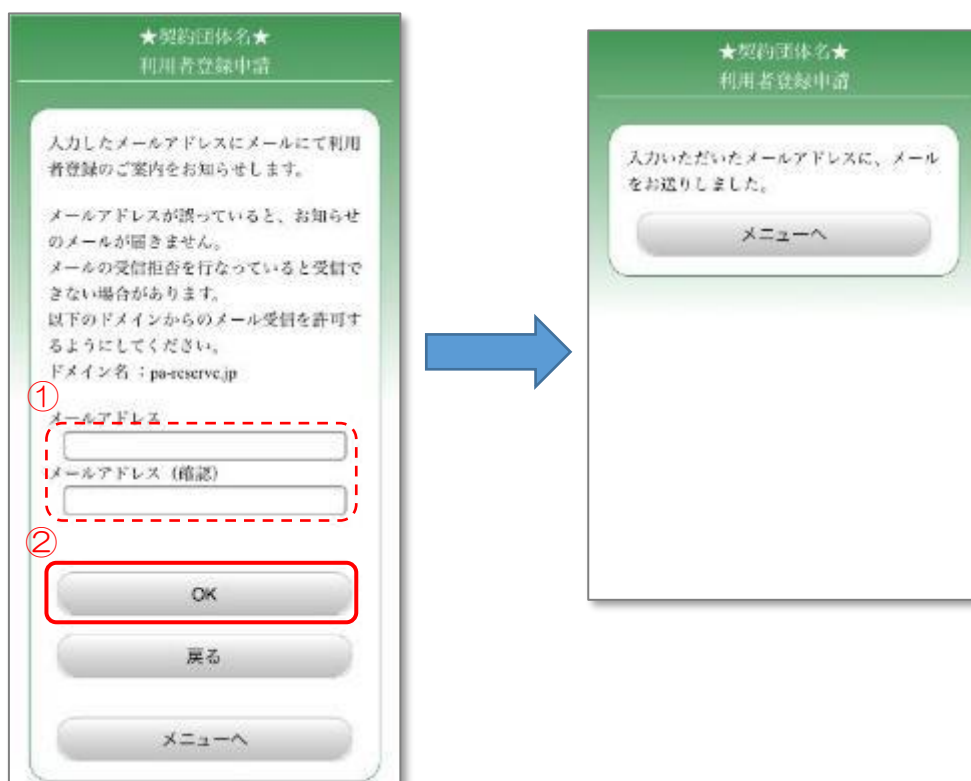 ★契約団体名★
利用者登録申請
入力したメールアドレスにメールにて利用
者登録のご案内をお知らせします。
メールアドレスが誤っていると、お知らせ
のメールが届きません。
メールの受信拒否を行なっていると受信で
きない場合があります。
以下のドメインからのメール受信を許可す
るようにしてください。
ドメイン名：pa-reserve.jp
①
メールアドレス
メールアドレス（確認）
②
OK
戻る
メニューへ
★契約団体名★
利用者登録申請
入力いただいたメールアドレスに、メール
をお送りしました。
メニューへ